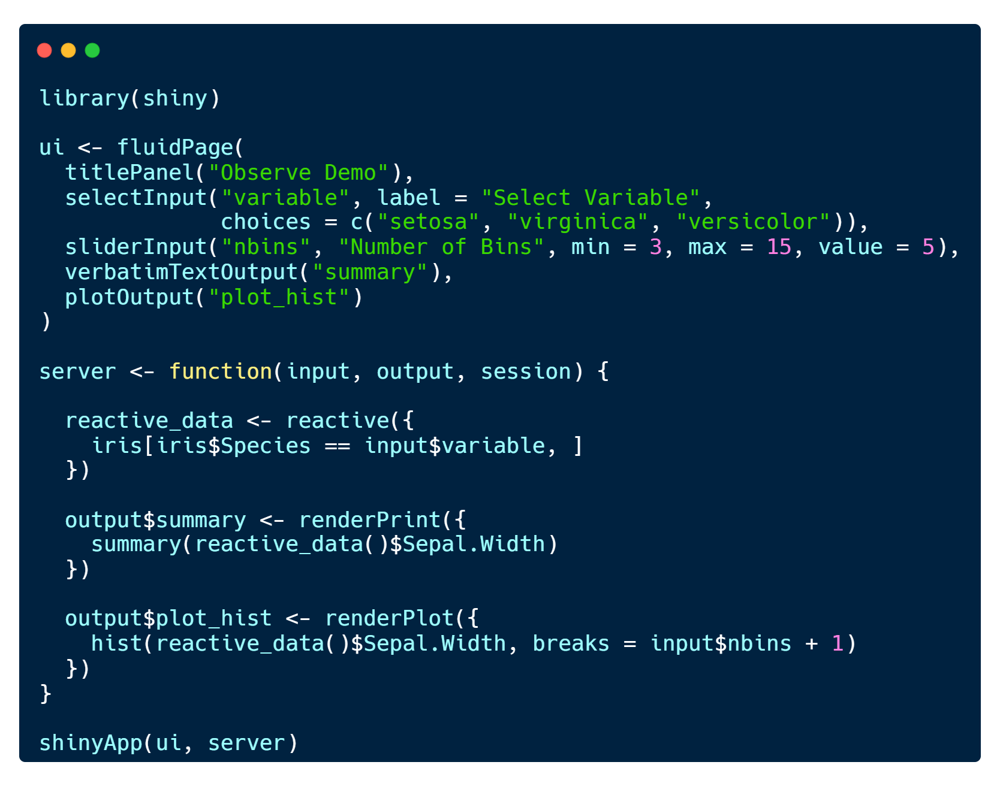 library(shiny)

ui <- fluidPage(
  titlePanel("Observe Demo"),
  selectInput("variable", label = "Select Variable",
              choices = c("setosa", "virginica", "versicolor")),
  sliderInput("nbins", "Number of Bins", min = 3, max = 15, value = 5),
  verbatimTextOutput("summary"),
  plotOutput("plot_hist")
)

server <- function(input, output, session) {

  reactive_data <- reactive({
    iris[iris$Species == input$variable, ]
  })

  output$summary <- renderPrint({
    summary(reactive_data()$Sepal.Width)
  })

  output$plot_hist <- renderPlot({
    hist(reactive_data()$Sepal.Width, breaks = input$nbins + 1)
  })
}

shinyApp(ui, server)